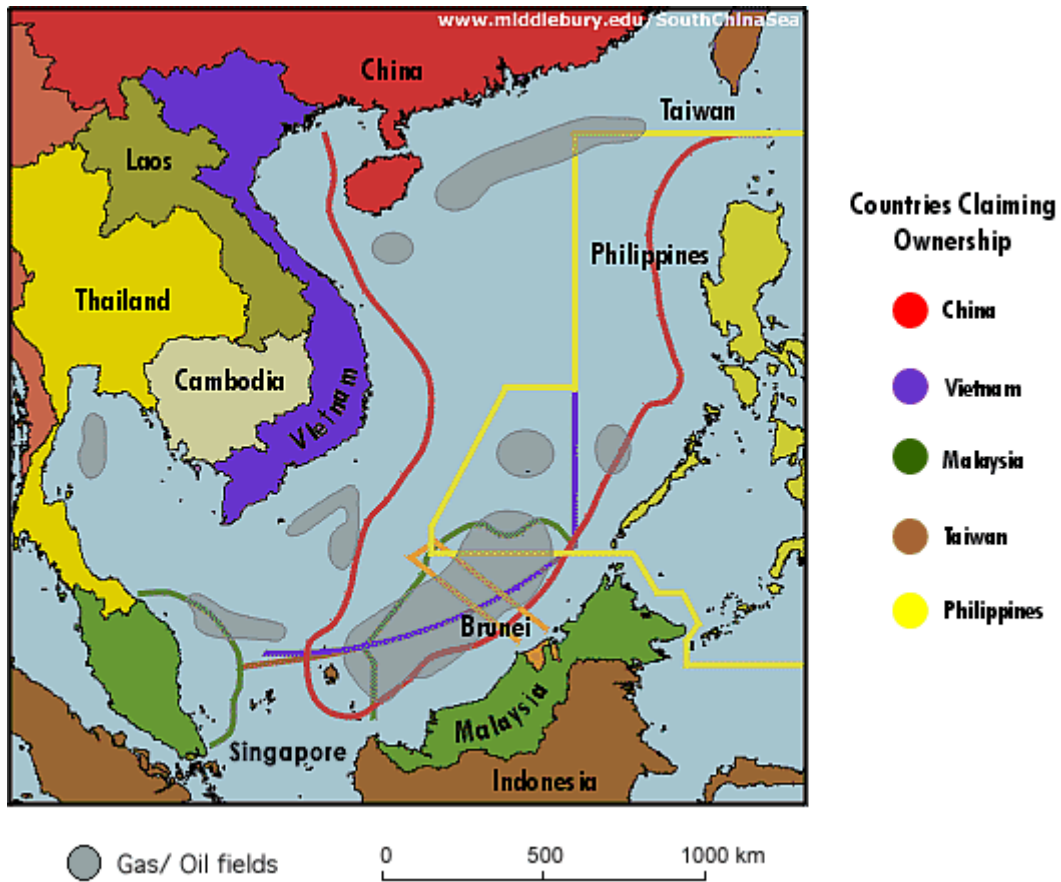 www.middlebury.edu/SouthChinaSea
China
Taiwan
Laos
Philippines
Thailand
Cambodia
Vietnam
Brunei
Malaysia
Singapore
Indonesia
Countries Claiming
Ownership
China
Vietnam
Malaysia
Taiwan
Philippines
Gas/ Oil fields
0 500 1000 km